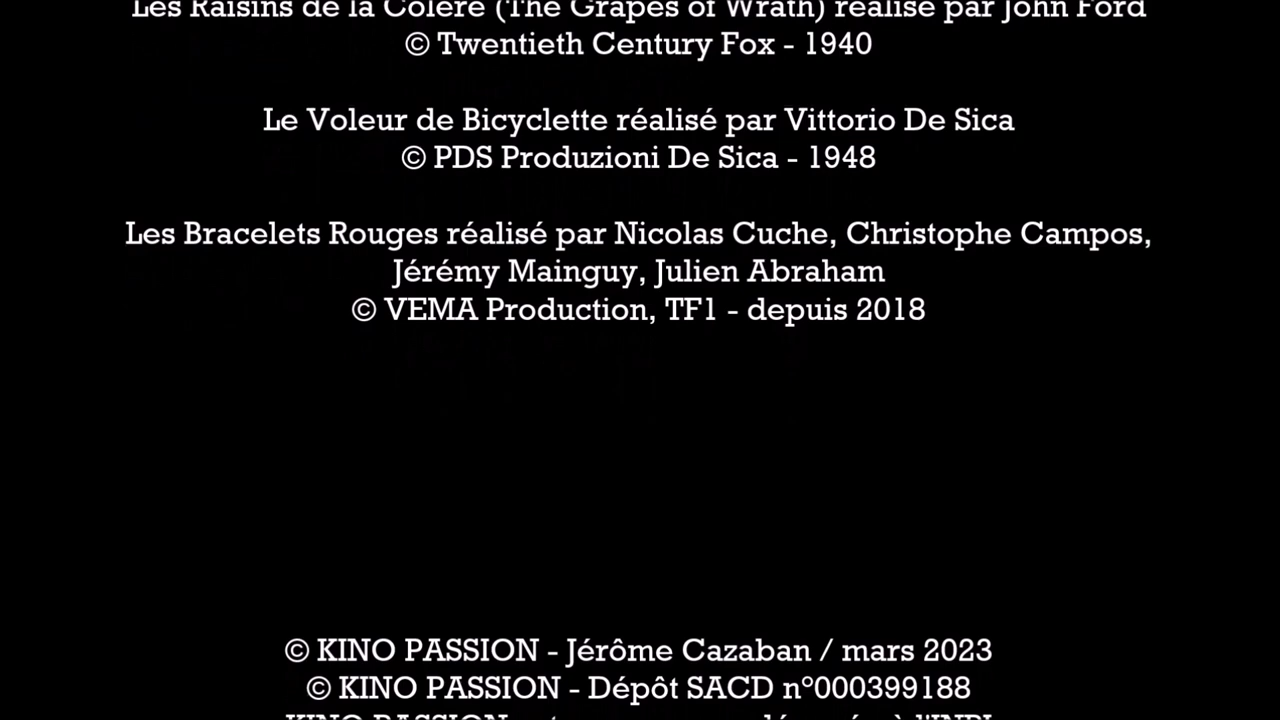 Les Raisins de la Colère (The Grapes of Wrath) réalisé par John Ford
© Twentieth Century Fox - 1940
Le Voleur de Bicyclette réalisé par Vittorio De Sica
© PDS Produzioni De Sica - 1948
Les Bracelets Rouges réalisé par Nicolas Cuche, Christophe Campos,
Jérémy Mainguy, Julien Abraham
© VEMA Production, TF1 - depuis 2018
© KINO PASSION - Jérôme Cazaban / mars 2023
© KINO PASSION - Dépôt SACD n°000399188
KINO PASSION